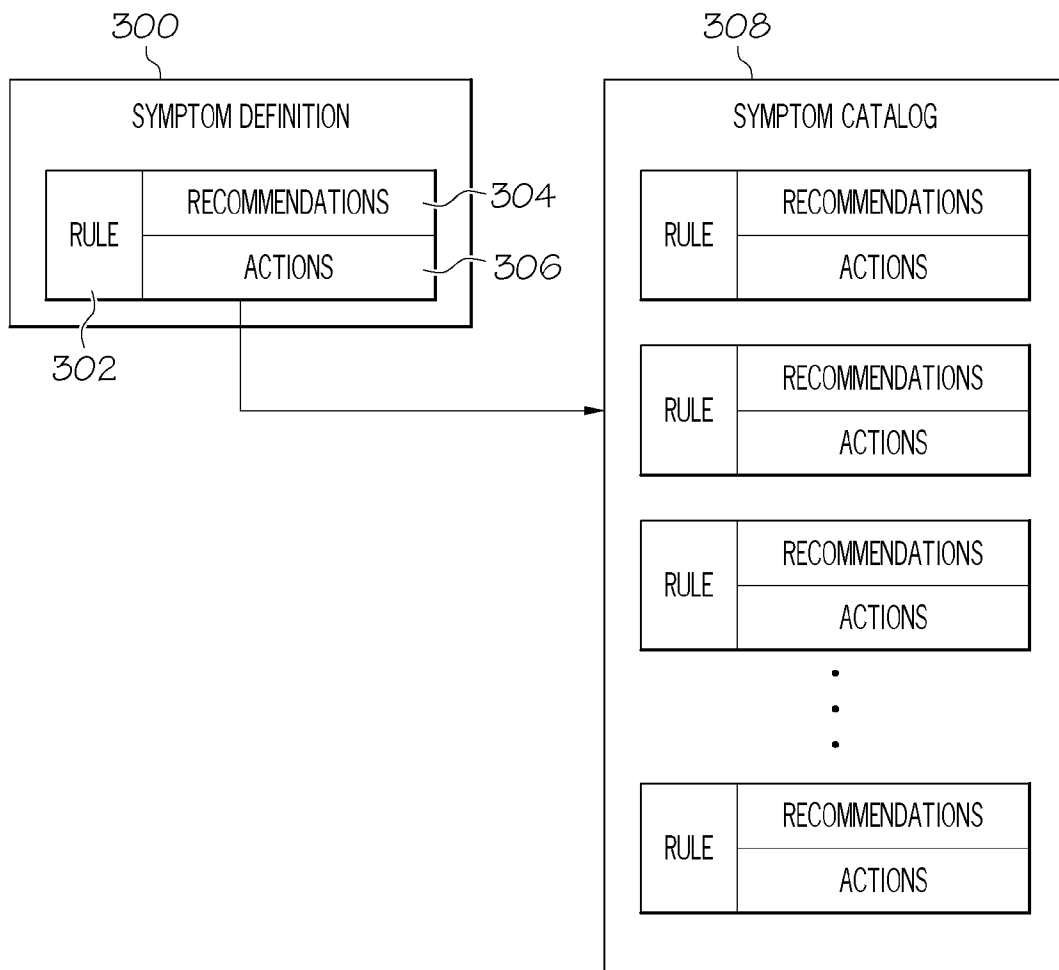 300
SYMPTOM DEFINITION
RULE
RECOMMENDATIONS
ACTIONS
304
306
302
308
SYMPTOM CATALOG
RULE
RECOMMENDATIONS
ACTIONS
RULE
RECOMMENDATIONS
ACTIONS
RULE
RECOMMENDATIONS
ACTIONS
RULE
RECOMMENDATIONS
ACTIONS